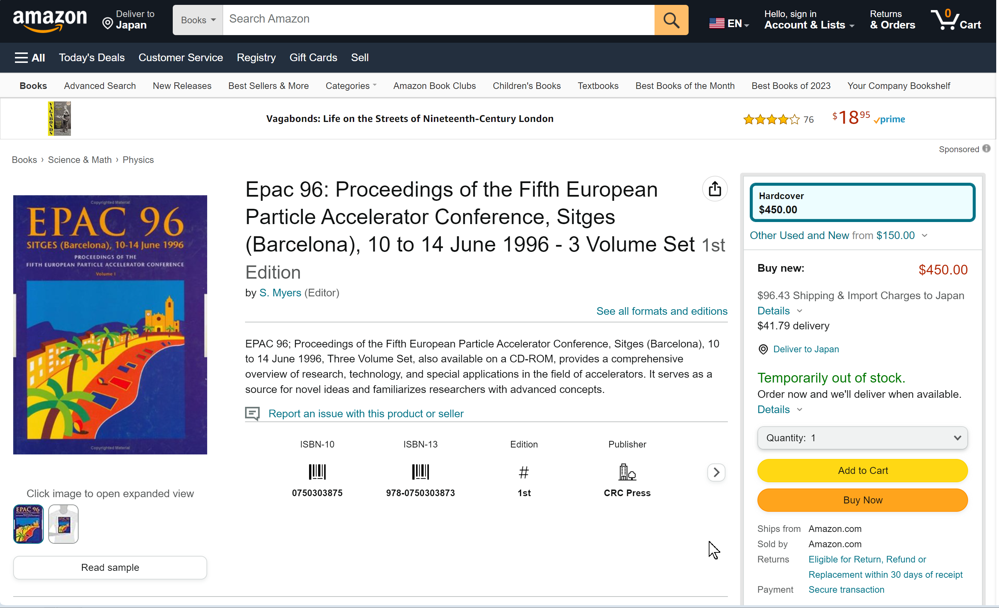 amazon
Deliver to
Japan
Books
Search Amazon
EN
Hello, sign in
Account & Lists
Returns
& Orders
0
Cart
All
Today's Deals
Customer Service
Registry
Gift Cards
Sell
Books
Advanced Search
New Releases
Best Sellers & More
Categories
Amazon Book Clubs
Children's Books
Textbooks
Best Books of the Month
Best Books of 2023
Your Company Bookshelf
VAGABONDS
Vagabonds: Life on the Streets of Nineteenth-Century London
76
$18 95
prime
Sponsored
Books › Science & Math › Physics
Copyrighted Material
EPAC 96
SITGES (Barcelona), 10-14 June 1996
PROCEEDINGS OF THE
FIFTH EUROPEAN PARTICLE ACCELERATOR CONFERENCE
Volume I
Copyrighted Material
Click image to open expanded view
EPAC 96
Read sample
Epac 96: Proceedings of the Fifth European
Particle Accelerator Conference, Sitges
(Barcelona), 10 to 14 June 1996 - 3 Volume Set 1st
Edition
by S. Myers (Editor)
See all formats and editions
EPAC 96; Proceedings of the Fifth European Particle Accelerator Conference, Sitges (Barcelona), 10
to 14 June 1996, Three Volume Set, also available on a CD-ROM, provides a comprehensive
overview of research, technology, and special applications in the field of accelerators. It serves as a
source for novel ideas and familiarizes researchers with advanced concepts.
Report an issue with this product or seller
ISBN-10
0750303875
ISBN-13
978-0750303873
Edition
#
1st
Publisher
CRC Press
Hardcover
$450.00
Other Used and New from $150.00
Buy new:
$450.00
$96.43 Shipping & Import Charges to Japan
Details
$41.79 delivery
Deliver to Japan
Temporarily out of stock.
Order now and we'll deliver when available.
Details
Quantity: 1
Add to Cart
Buy Now
Ships from Amazon.com
Sold by Amazon.com
Returns Eligible for Return, Refund or
Replacement within 30 days of receipt
Payment Secure transaction